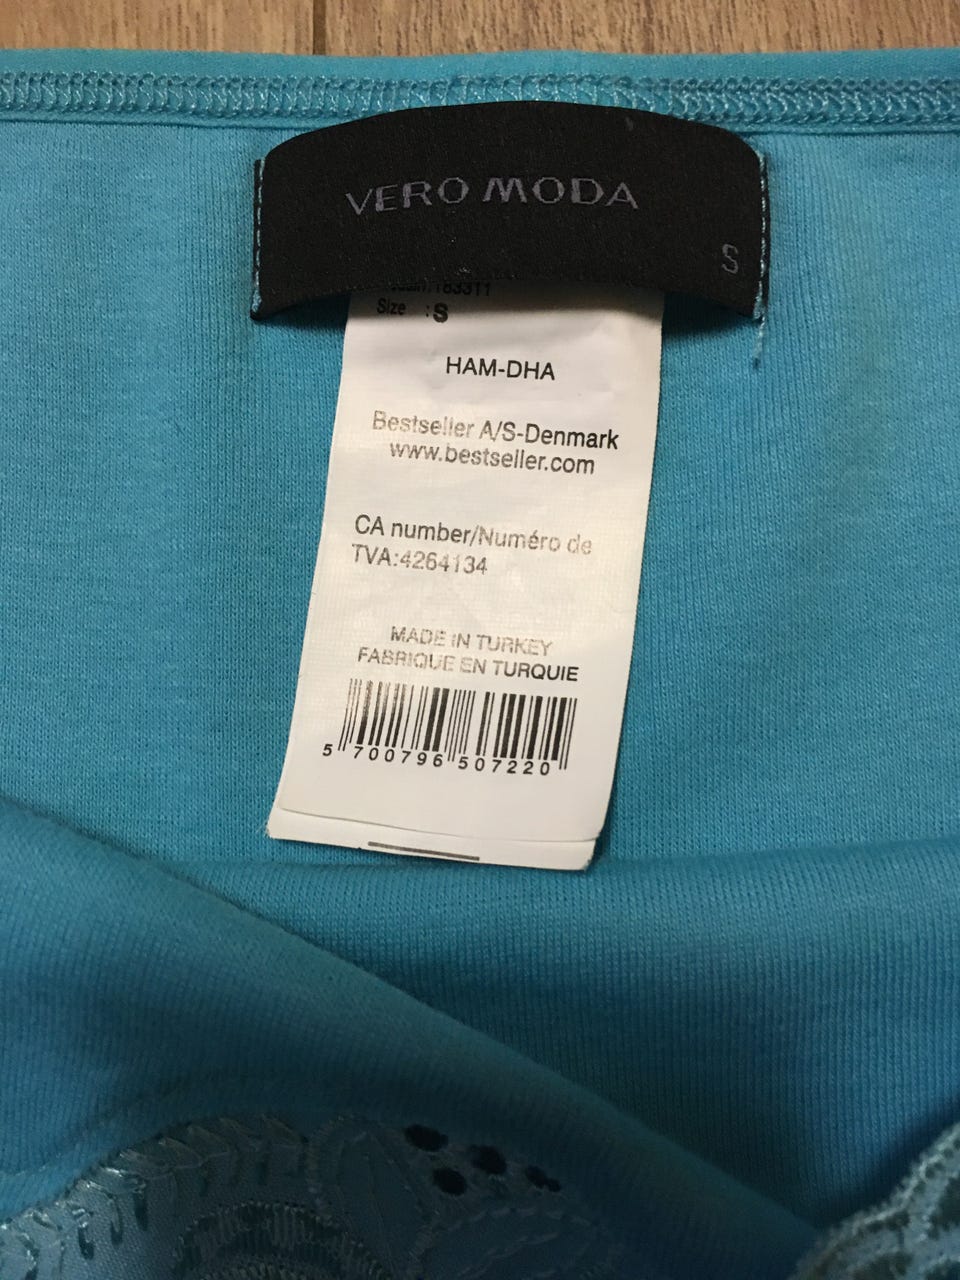 VERO MODA
S
183311
Size : S
HAM-DHA
Bestseller A/S-Denmark
www.bestseller.com
CA number/Numéro de
TVA:4264134
MADE IN TURKEY
FABRIQUE EN TURQUIE
5 700796 507220